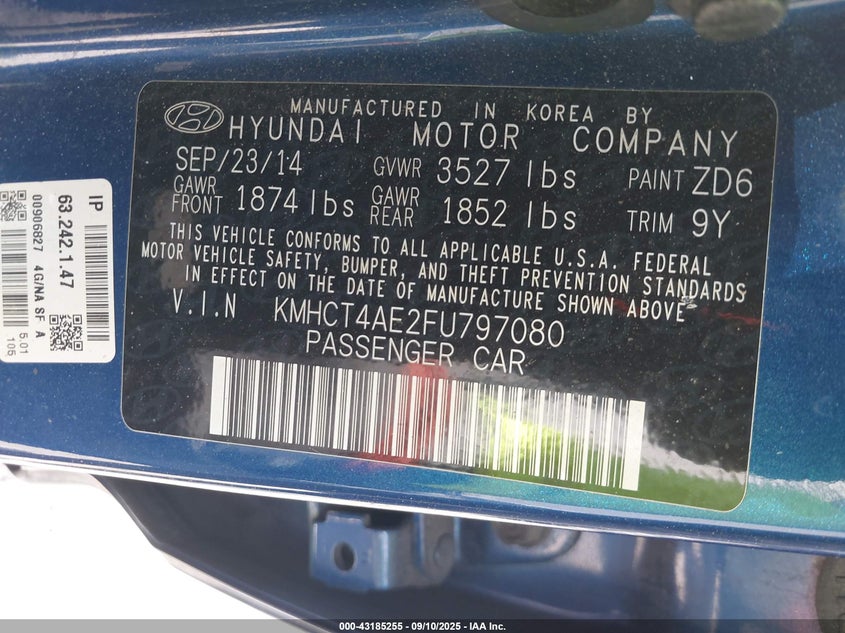 MANUFACTURED IN KOREA BY
HYUNDAI MOTOR COMPANY
SEP/23/14 GVWR 3527 lbs PAINT ZD6
GAWR FRONT 1874 lbs GAWR REAR 1852 lbs TRIM 9Y
THIS VEHICLE CONFORMS TO ALL APPLICABLE U.S.A. FEDERAL
MOTOR VEHICLE SAFETY, BUMPER, AND THEFT PREVENTION STANDARDS
IN EFFECT ON THE DATE OF MANUFACTURE SHOWN ABOVE
V.I.N KMHCT4AE2FU797080
PASSENGER CAR
IP
63.242.1.47
00906827 4G/NA SF A
5.01
105
000-43185255 - 09/10/2025 - IAA Inc.